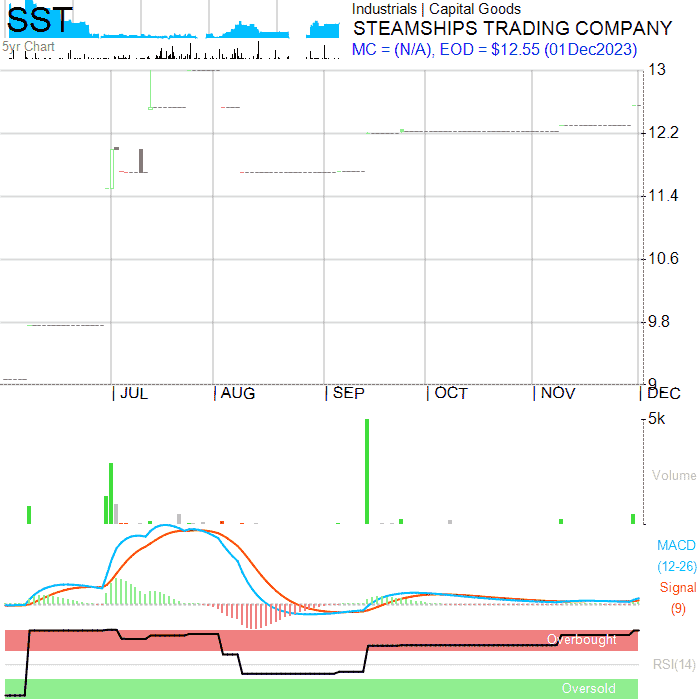 SST
Industrials | Capital Goods
STEAMSHIPS TRADING COMPANY
5yr Chart
MC = (N/A), EOD = $12.55 (01Dec2023)
13
12.2
11.4
10.6
9.8
9
| JUL | AUG | SEP | OCT | NOV | DEC
5k
Volume
MACD
(12-26)
Signal
(9)
Overbought
RSI(14)
Oversold